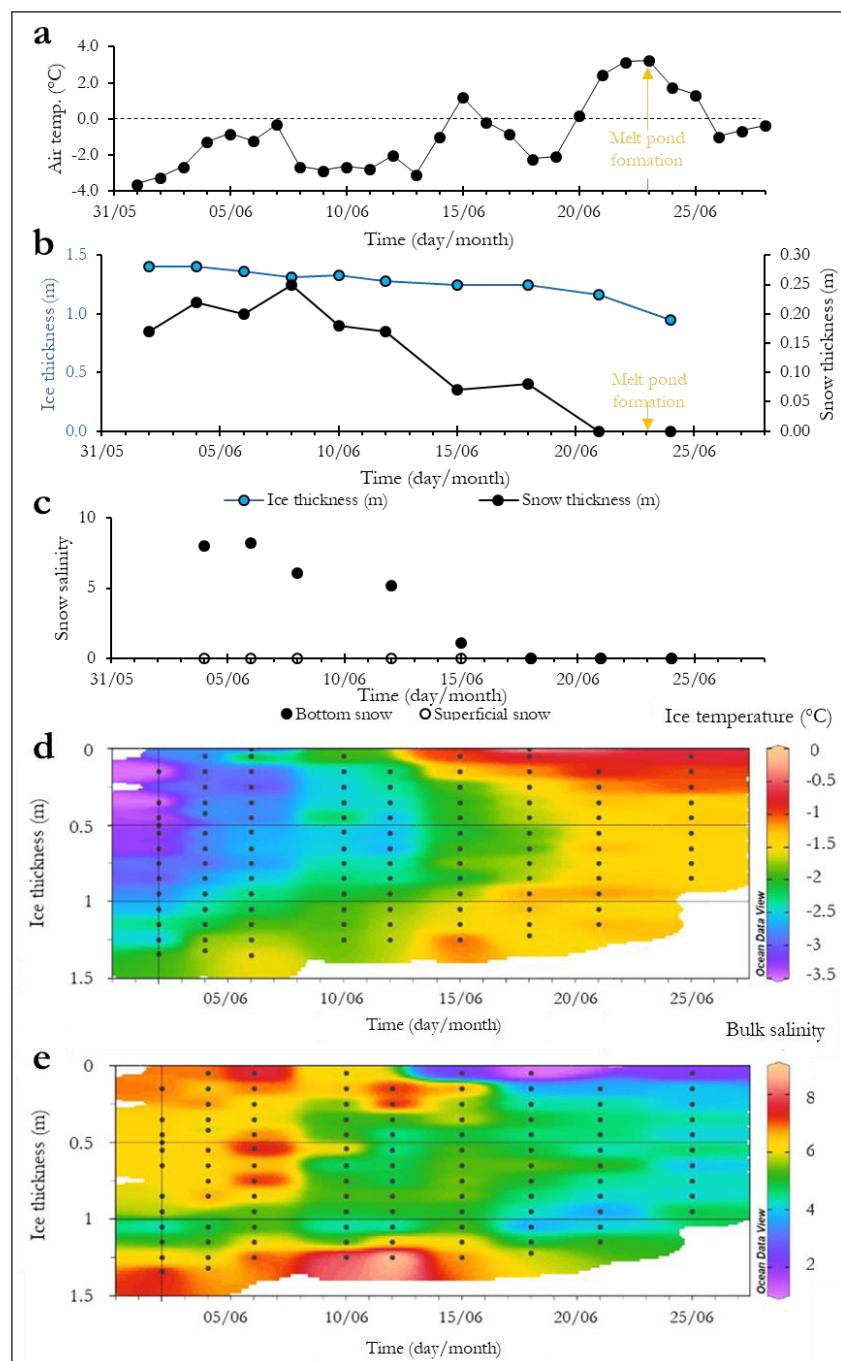 a
4.0
2.0
0.0
-2.0
-4.0
Air temp. (°C)
Melt pond
formation
31/05 05/06 10/06 15/06 20/06 25/06
Time (day/month)
b
1.5
1.0
0.5
0.0
Ice thickness (m)
0.30
0.25
0.20
0.15
0.10
0.05
0.00
Snow thickness (m)
Melt pond
formation
31/05 05/06 10/06 15/06 20/06 25/06
Time (day/month)
Ice thickness (m) Snow thickness (m)
c
10
5
0
Snow salinity
31/05 05/06 10/06 15/06 20/06 25/06
Time (day/month)
Bottom snow Superficial snow
Ice temperature (°C)
d
0
0.5
1
1.5
Ice thickness (m)
05/06 10/06 15/06 20/06 25/06
Time (day/month)
Ocean Data View
0
-0.5
-1
-1.5
-2
-2.5
-3
-3.5
Bulk salinity
e
0
0.5
1
1.5
Ice thickness (m)
05/06 10/06 15/06 20/06 25/06
Time (day/month)
Ocean Data View
8
6
4
2